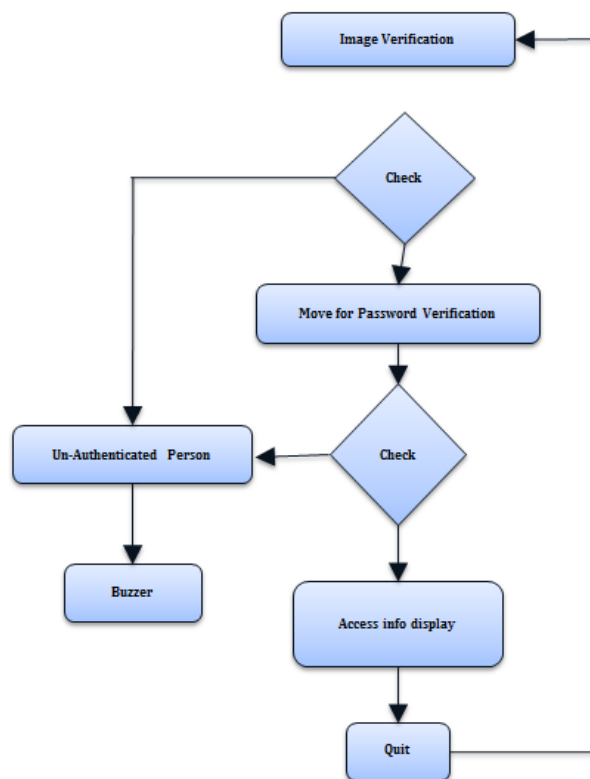 Image Verification
Check
Move for Password Verification
Un-Authenticated Person
Check
Buzzer
Access info display
Quit